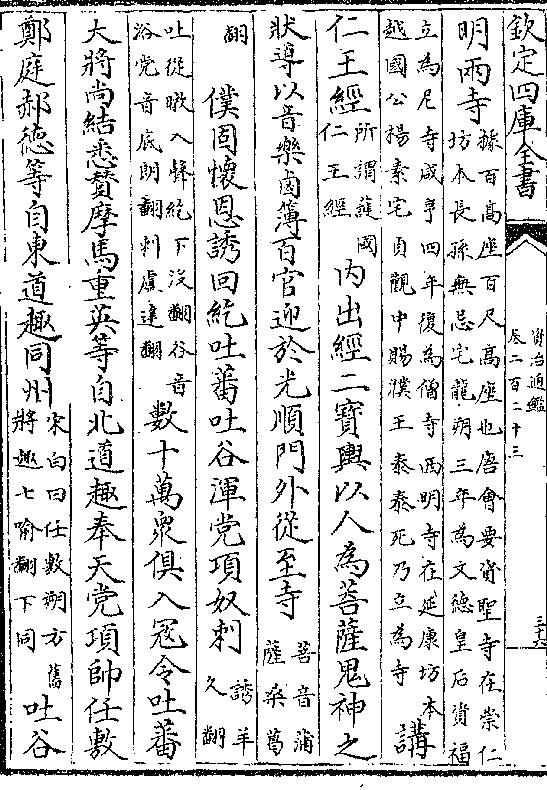 欽定四庫全書
資治通鑑
卷二百二十三
三十六
明兩寺
據百高座百尺高座也唐會要資聖寺在崇仁
坊本長孫無忌宅龍朔三年為文德皇后資福
立為尼寺咸亨四年復為僧寺西明寺在延康坊本
越國公楊素宅貞觀中賜濮王泰泰死乃立為寺
講
仁王經
所謂護國
仁王經
內出經二寶輿以人為菩薩鬼神之
狀導以音樂鹵簿百官迎於光順門外從至寺
菩音蒲
薩桑葛
翻
僕固懷恩誘回紇吐蕃吐谷渾党項奴刺
誘羊
久翻
吐從暾入聲紇下沒翻谷音
浴党音底朗翻刺盧達翻
數十萬衆俱入寇令吐蕃
大將尚結悉贊摩馬重英等自北道趣奉天党項帥任敷
鄭庭郝德等自東道趣同州
宋白曰任敷朔方舊
將趣七喻翻下同
吐谷